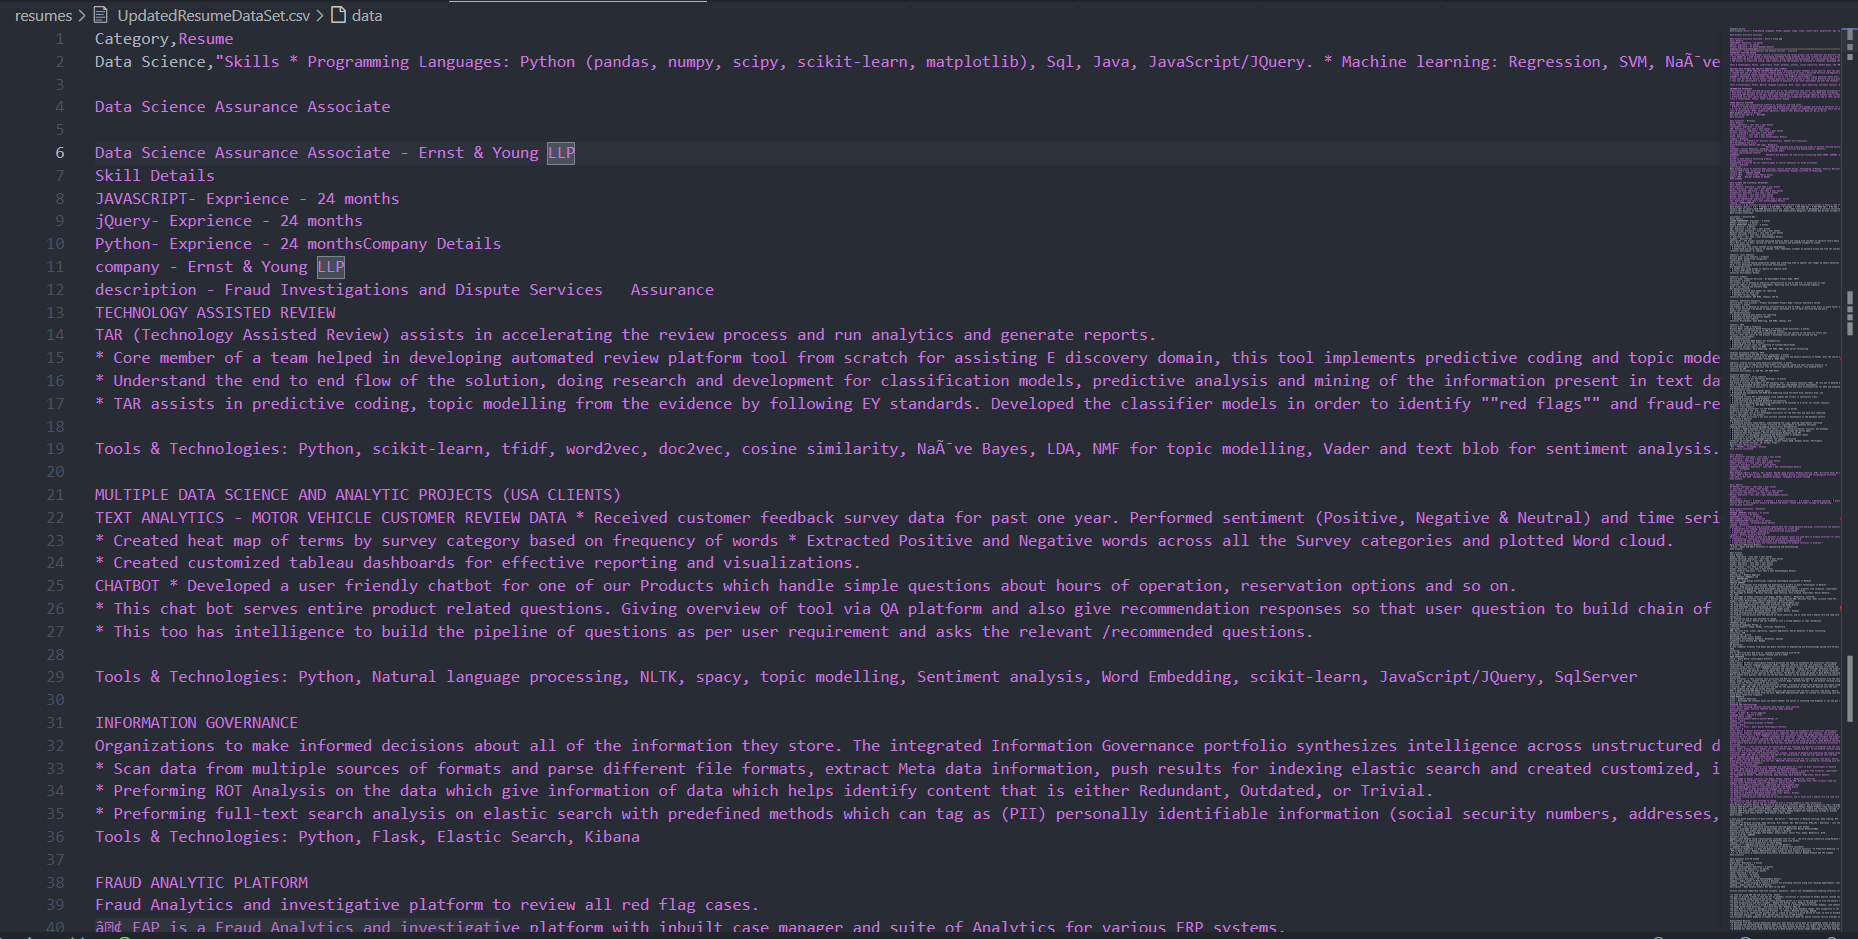 resumes > UpdatedResumeDataSet.csv > data
1 Category,Resume
2 Data Science,"Skills * Programming Languages: Python (pandas, numpy, scipy, scikit-learn, matplotlib), Sql, Java, JavaScript/JQuery. * Machine learning: Regression, SVM, NaÃ¯ve
3
4 Data Science Assurance Associate
5
6 Data Science Assurance Associate - Ernst & Young LLP
7 Skill Details
8 JAVASCRIPT- Exprience - 24 months
9 jQuery- Exprience - 24 months
10 Python- Exprience - 24 monthsCompany Details
11 company - Ernst & Young LLP
12 description - Fraud Investigations and Dispute Services   Assurance
13 TECHNOLOGY ASSISTED REVIEW
14 TAR (Technology Assisted Review) assists in accelerating the review process and run analytics and generate reports.
15 * Core member of a team helped in developing automated review platform tool from scratch for assisting E discovery domain, this tool implements predictive coding and topic mode
16 * Understand the end to end flow of the solution, doing research and development for classification models, predictive analysis and mining of the information present in text da
17 * TAR assists in predictive coding, topic modelling from the evidence by following EY standards. Developed the classifier models in order to identify ""red flags"" and fraud-re
18
19 Tools & Technologies: Python, scikit-learn, tfidf, word2vec, doc2vec, cosine similarity, NaÃ¯ve Bayes, LDA, NMF for topic modelling, Vader and text blob for sentiment analysis.
20
21 MULTIPLE DATA SCIENCE AND ANALYTIC PROJECTS (USA CLIENTS)
22 TEXT ANALYTICS - MOTOR VEHICLE CUSTOMER REVIEW DATA * Received customer feedback survey data for past one year. Performed sentiment (Positive, Negative & Neutral) and time seri
23 * Created heat map of terms by survey category based on frequency of words * Extracted Positive and Negative words across all the Survey categories and plotted Word cloud.
24 * Created customized tableau dashboards for effective reporting and visualizations.
25 CHATBOT * Developed a user friendly chatbot for one of our Products which handle simple questions about hours of operation, reservation options and so on.
26 * This chat bot serves entire product related questions. Giving overview of tool via QA platform and also give recommendation responses so that user question to build chain of
27 * This too has intelligence to build the pipeline of questions as per user requirement and asks the relevant /recommended questions.
28
29 Tools & Technologies: Python, Natural language processing, NLTK, spacy, topic modelling, Sentiment analysis, Word Embedding, scikit-learn, JavaScript/JQuery, SqlServer
30
31 INFORMATION GOVERNANCE
32 Organizations to make informed decisions about all of the information they store. The integrated Information Governance portfolio synthesizes intelligence across unstructured d
33 * Scan data from multiple sources of formats and parse different file formats, extract Meta data information, push results for indexing elastic search and created customized, i
34 * Preforming ROT Analysis on the data which give information of data which helps identify content that is either Redundant, Outdated, or Trivial.
35 * Preforming full-text search analysis on elastic search with predefined methods which can tag as (PII) personally identifiable information (social security numbers, addresses,
36 Tools & Technologies: Python, Flask, Elastic Search, Kibana
37
38 FRAUD ANALYTIC PLATFORM
39 Fraud Analytics and investigative platform to review all red flag cases.
40 FAP is a Fraud Analytics and investigative platform with inbuilt case manager and suite of Analytics for various ERP systems.